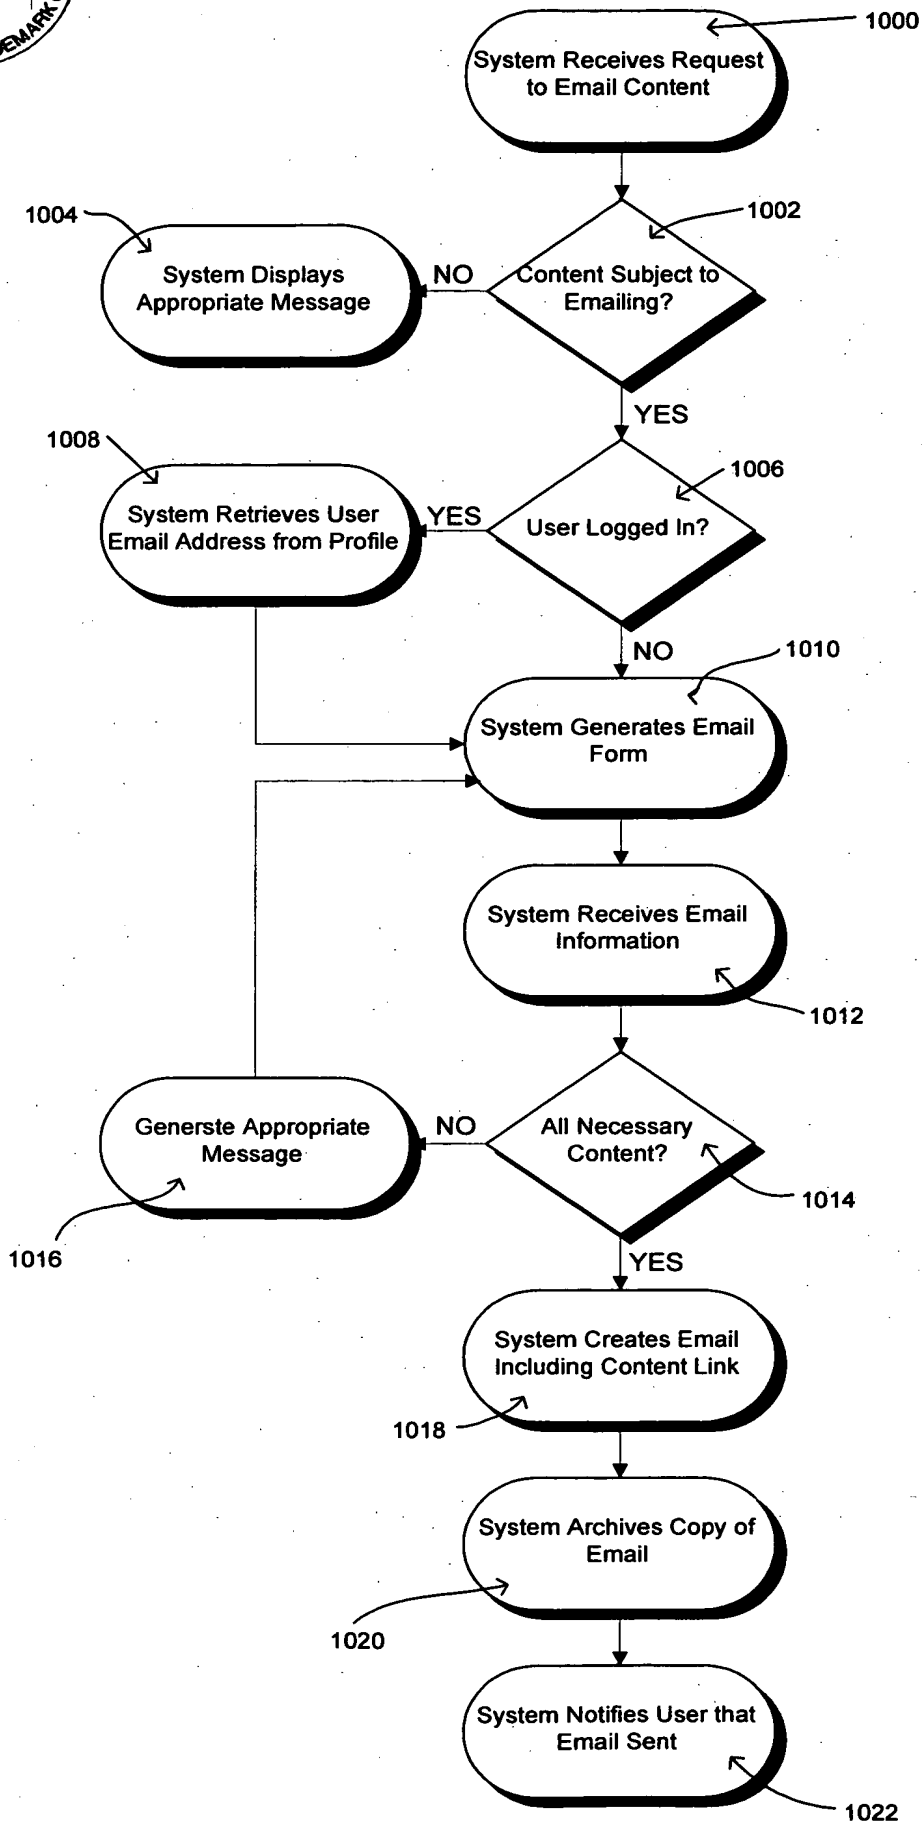 DEMARK
1000
System Receives Request
to Email Content
1002
1004
System Displays
Appropriate Message
NO
Content Subject to
Emailing?
YES
1008
1006
System Retrieves User
Email Address from Profile
YES
User Logged In?
NO
1010
System Generates Email
Form
System Receives Email
Information
1012
Generste Appropriate
Message
NO
All Necessary
Content?
1014
1016
YES
System Creates Email
Including Content Link
1018
System Archives Copy of
Email
1020
System Notifies User that
Email Sent
1022